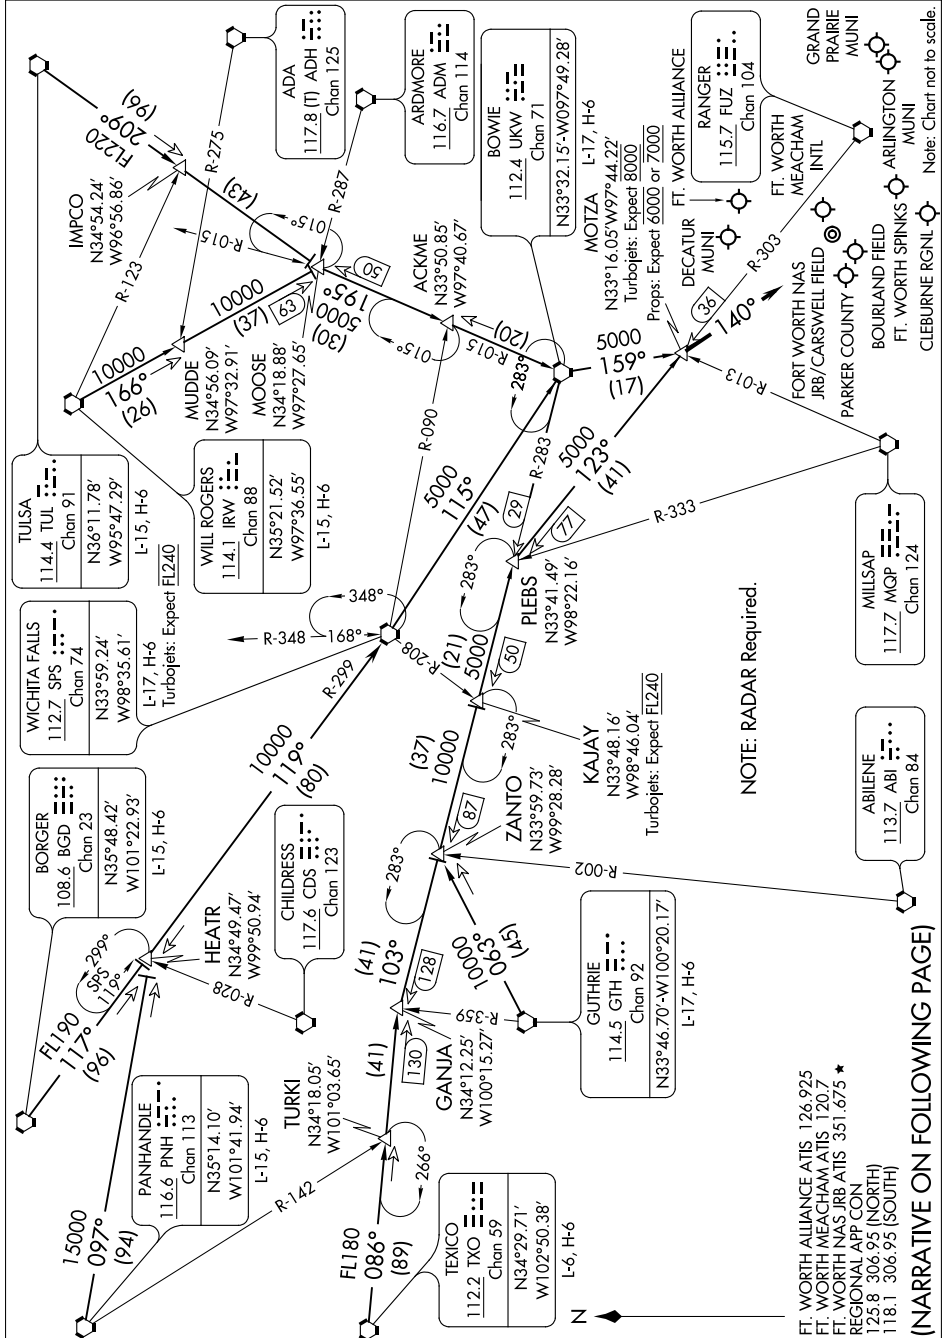 TULSA
114.4 TUL
Chan 91
N36°11.78′
W95°47.29′
L-15, H-6
WILL ROGERS
114.1 IRW
Chan 88
N35°21.52′
W97°36.55′
L-15, H-6
WICHITA FALLS
112.7 SPS
Chan 74
N33°59.24′
W98°35.61′
L-17, H-6
Turbojets: Expect FL240
BORGER
108.6 BGD
Chan 23
N35°48.42′
W101°22.93′
L-15, H-6
PANHANDLE
116.6 PNH
Chan 113
N35°14.10′
W101°41.94′
L-15, H-6
CHILDRESS
117.6 CDS
Chan 123
TEXICO
112.2 TXO
Chan 59
N34°29.71′
W102°50.38′
L-6, H-6
GUTHRIE
114.5 GTH
Chan 92
N33°46.70′-W100°20.17′
L-17, H-6
ABILENE
113.7 ABI
Chan 84
MILLSAP
117.7 MQP
Chan 124
ADA
117.8 (T) ADH
Chan 125
ARDMORE
116.7 ADM
Chan 114
BOWIE
112.4 UKW
Chan 71
N33°32.15′-W097°49.28′
L-17, H-6
RANGER
115.7 FUZ
Chan 104
IMPCO
N34°54.24′
W96°56.86′
MUDDE
N34°56.09′
W97°32.91′
MOOSE
N34°18.88′
W97°27.65′
ACKME
N33°50.85′
W97°40.67′
MOTZA
N33°16.05′W97°44.22′
Turbojets: Expect 8000
Props: Expect 6000 or 7000
HEATR
N34°49.47′
W99°50.94′
TURKI
N34°18.05′
W101°03.65′
GANJA
N34°12.25′
W100°15.27′
ZANTO
N33°59.73′
W99°28.28′
KAJAY
N33°48.16′
W98°46.04′
Turbojets: Expect FL240
PLEBS
N33°41.49′
W98°22.16′
FL220
209°
(96)
(43)
R-123
R-275
R-287
R-015
015°
10000
166°
(26)
10000
(37)
63
50
195°
5000
(30)
015°
R-015
(20)
R-090
283°
5000
159°
(17)
36
140°
R-303
R-013
R-333
5000
115°
(47)
R-283
29
77
5000
123°
(41)
283°
R-348
168°
348°
R-299
R-208
10000
119°
(80)
(21)
5000
50
283°
(37)
10000
87
283°
R-002
10000
063°
(45)
(41)
103°
128
R-359
(41)
130
266°
R-142
FL180
086°
(89)
15000
097°
(94)
FL190
117°
(96)
299°
SPS
119°
R-028
NOTE: RADAR Required.
FT. WORTH ALLIANCE
DECATUR
MUNI
FT. WORTH
MEACHAM
INTL
GRAND
PRAIRIE
MUNI
FORT WORTH NAS
JRB/CARSWELL FIELD
PARKER COUNTY
ARLINGTON
MUNI
BOURLAND FIELD
FT. WORTH SPINKS
CLEBURNE RGNL
Note: Chart not to scale.
N
FT. WORTH ALLIANCE ATIS 126.925
FT. WORTH MEACHAM ATIS 120.7
FT. WORTH NAS JRB ATIS 351.675 ★
REGIONAL APP CON
125.8 306.95 (NORTH)
118.1 306.95 (SOUTH)
(NARRATIVE ON FOLLOWING PAGE)